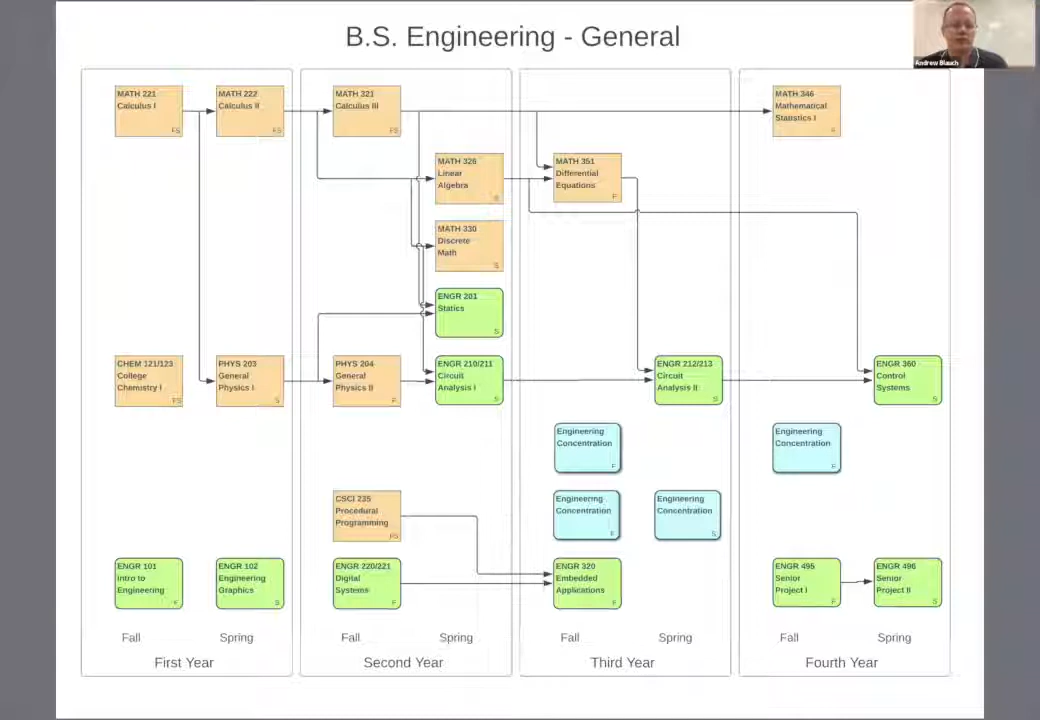 B.S. Engineering - General
Andrew Blauch
MATH 221
Calculus I
FS
MATH 222
Calculus II
FS
MATH 321
Calculus III
FS
MATH 346
Mathematical
Statistics I
F
MATH 326
Linear
Algebra
S
MATH 351
Differential
Equations
F
MATH 330
Discrete
Math
S
ENGR 201
Statics
S
CHEM 121/123
College
Chemistry I
FS
PHYS 203
General
Physics I
S
PHYS 204
General
Physics II
F
ENGR 210/211
Circuit
Analysis I
S
ENGR 212/213
Circuit
Analysis II
S
ENGR 360
Control
Systems
S
Engineering
Concentration
F
Engineering
Concentration
F
CSCI 235
Procedural
Programming
FS
Engineering
Concentration
F
Engineering
Concentration
S
ENGR 101
Intro to
Engineering
F
ENGR 102
Engineering
Graphics
S
ENGR 220/221
Digital
Systems
F
ENGR 320
Embedded
Applications
F
ENGR 495
Senior
Project I
F
ENGR 496
Senior
Project II
S
Fall
Spring
Fall
Spring
Fall
Spring
Fall
Spring
First Year
Second Year
Third Year
Fourth Year